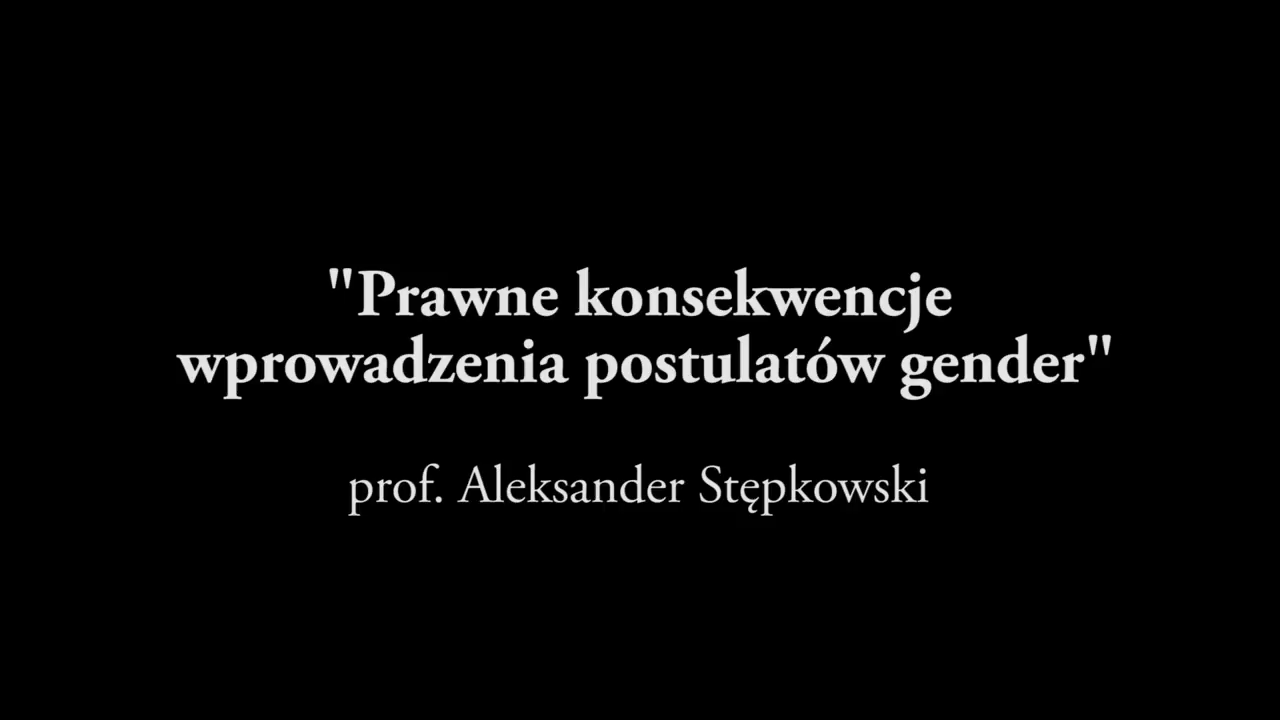 "Prawne konsekwencje
wprowadzenia postulatów gender"
prof. Aleksander Stępkowski